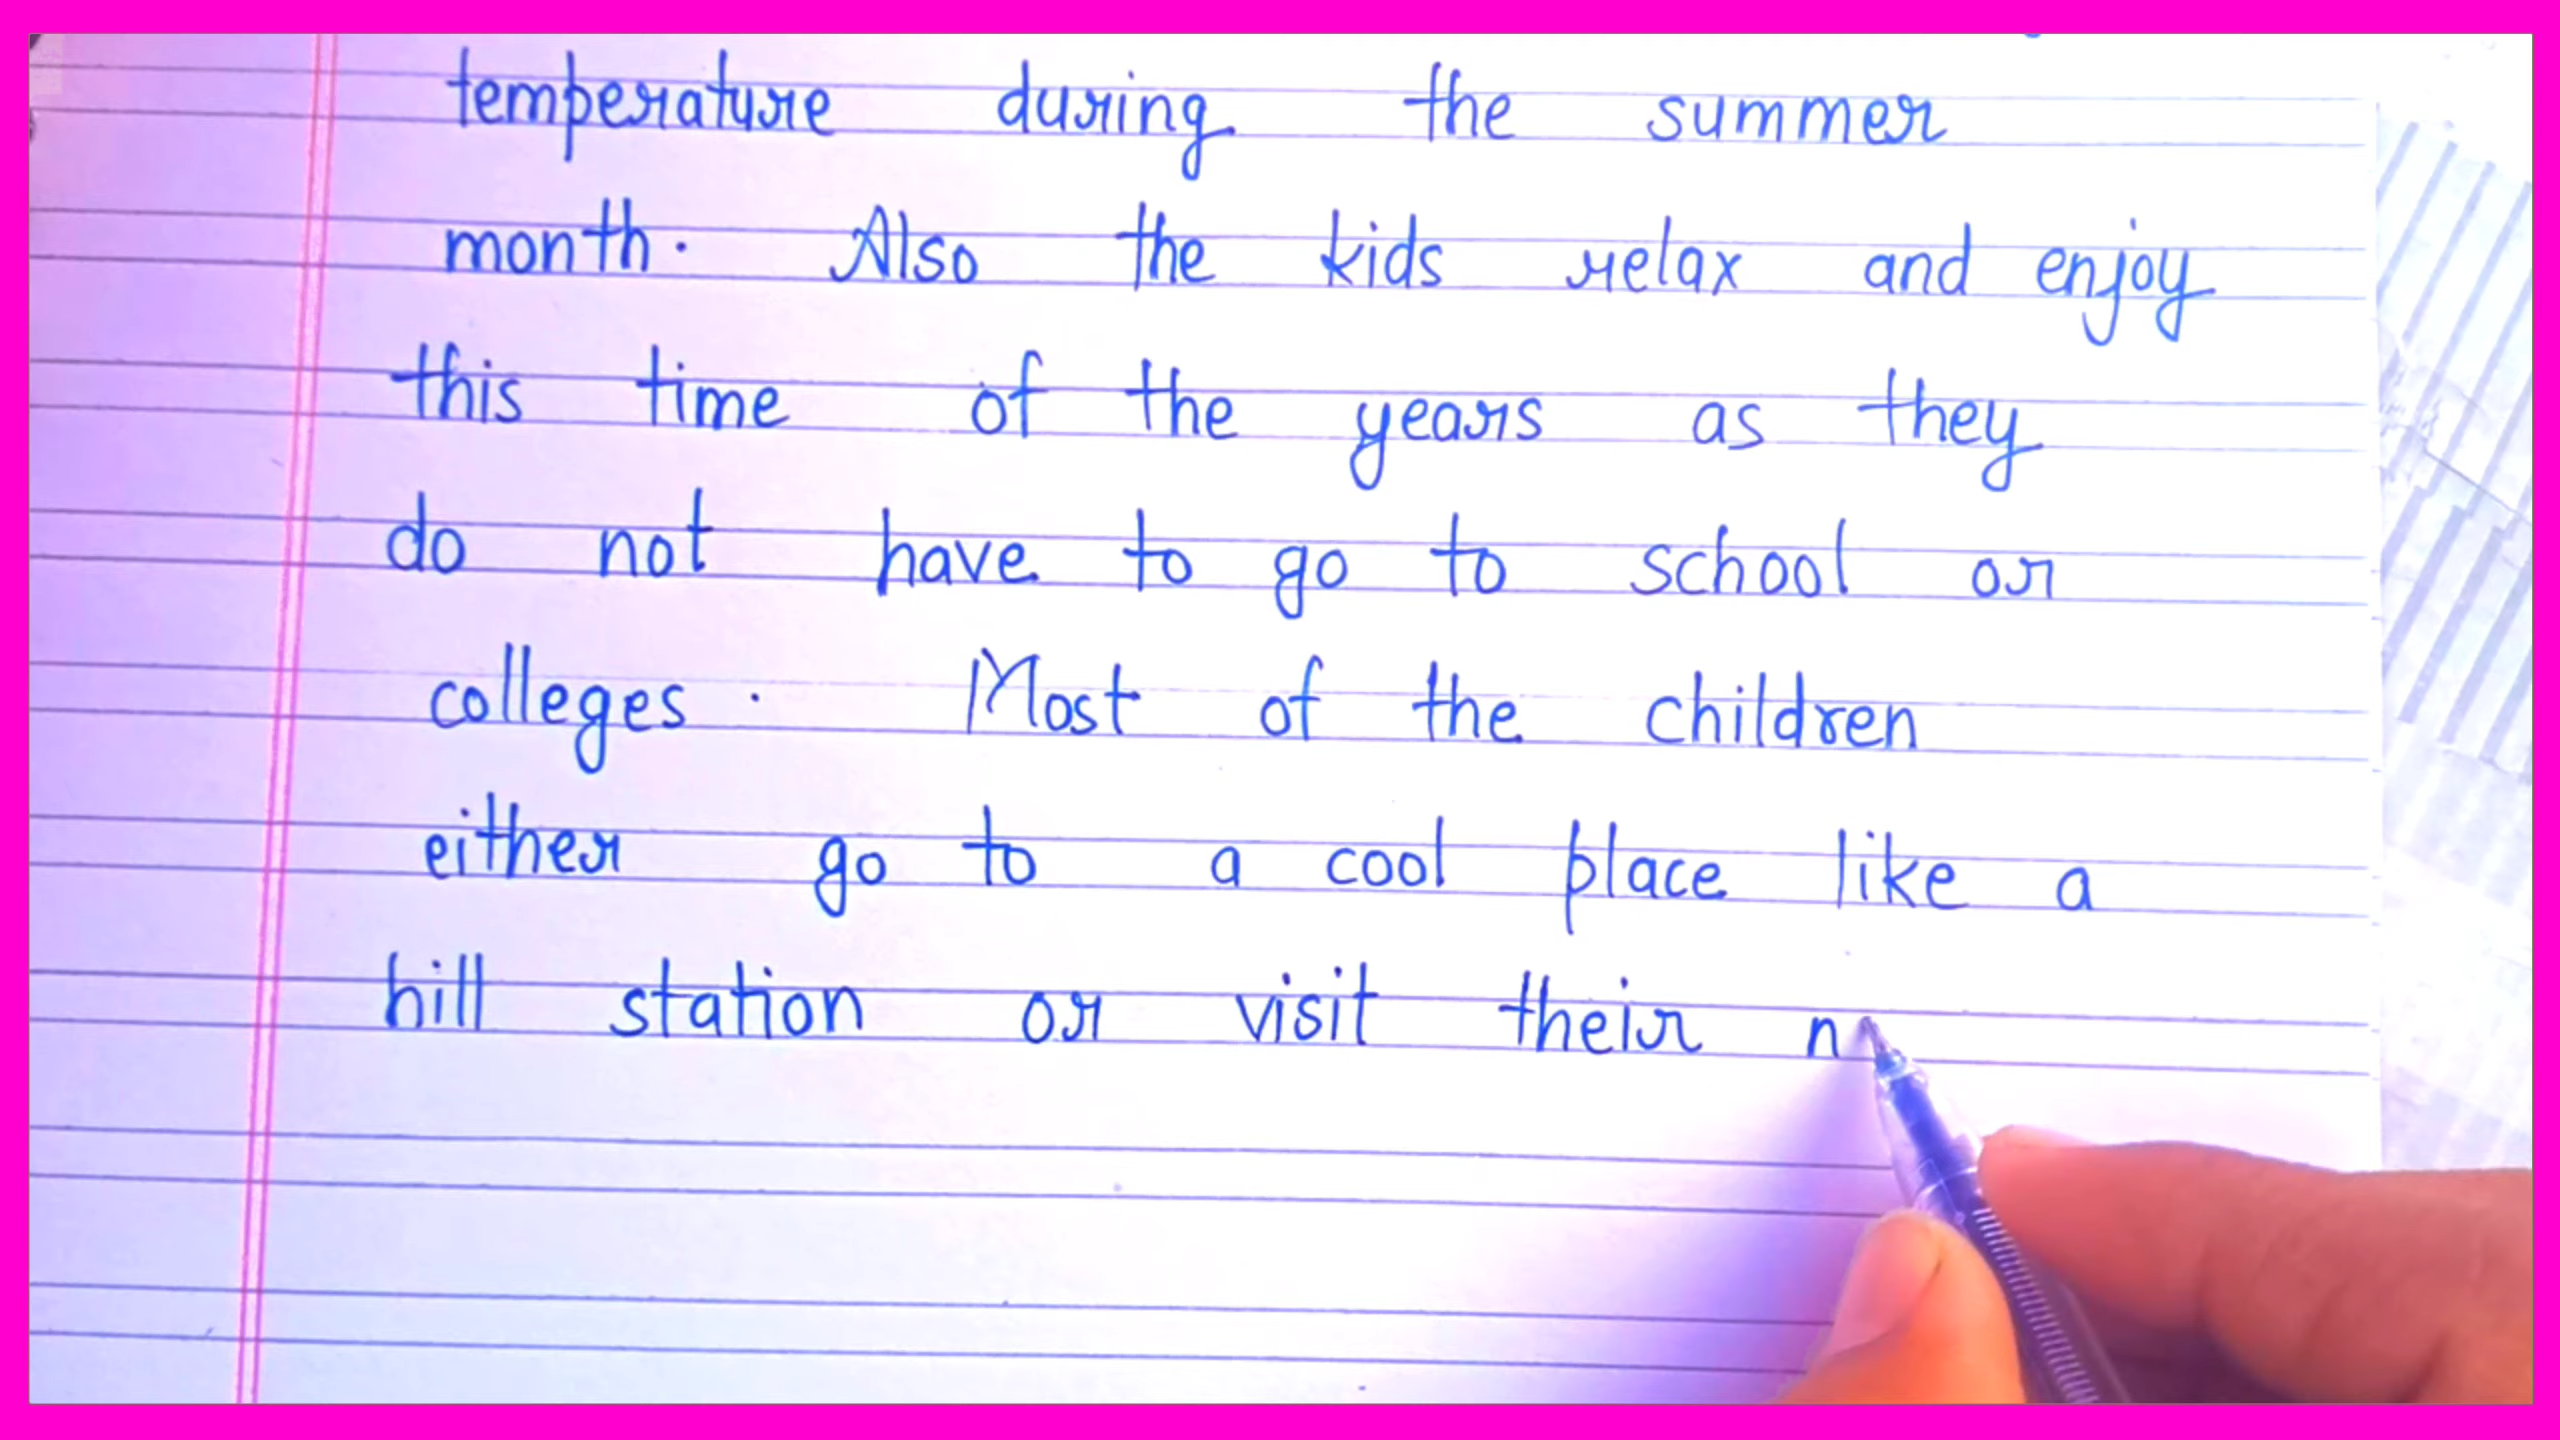 temperature during the summer
month. Also the kids relax and enjoy
this time of the years as they
do not have to go to school or
colleges. Most of the children
either go to a cool place like a
hill station or visit their n